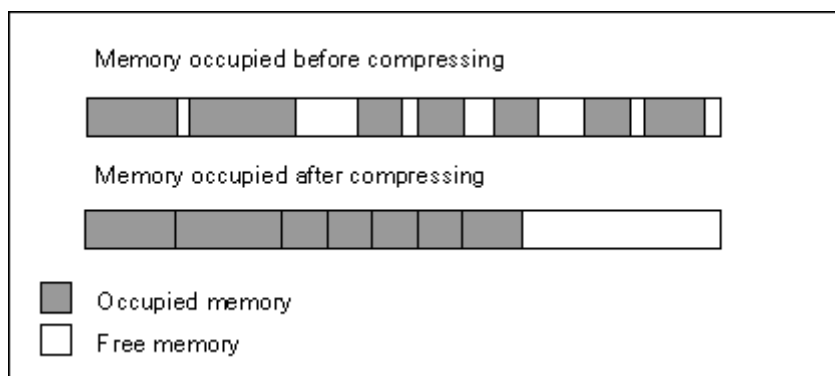 Memory occupied before compressing
Memory occupied after compressing
Occupied memory
Free memory